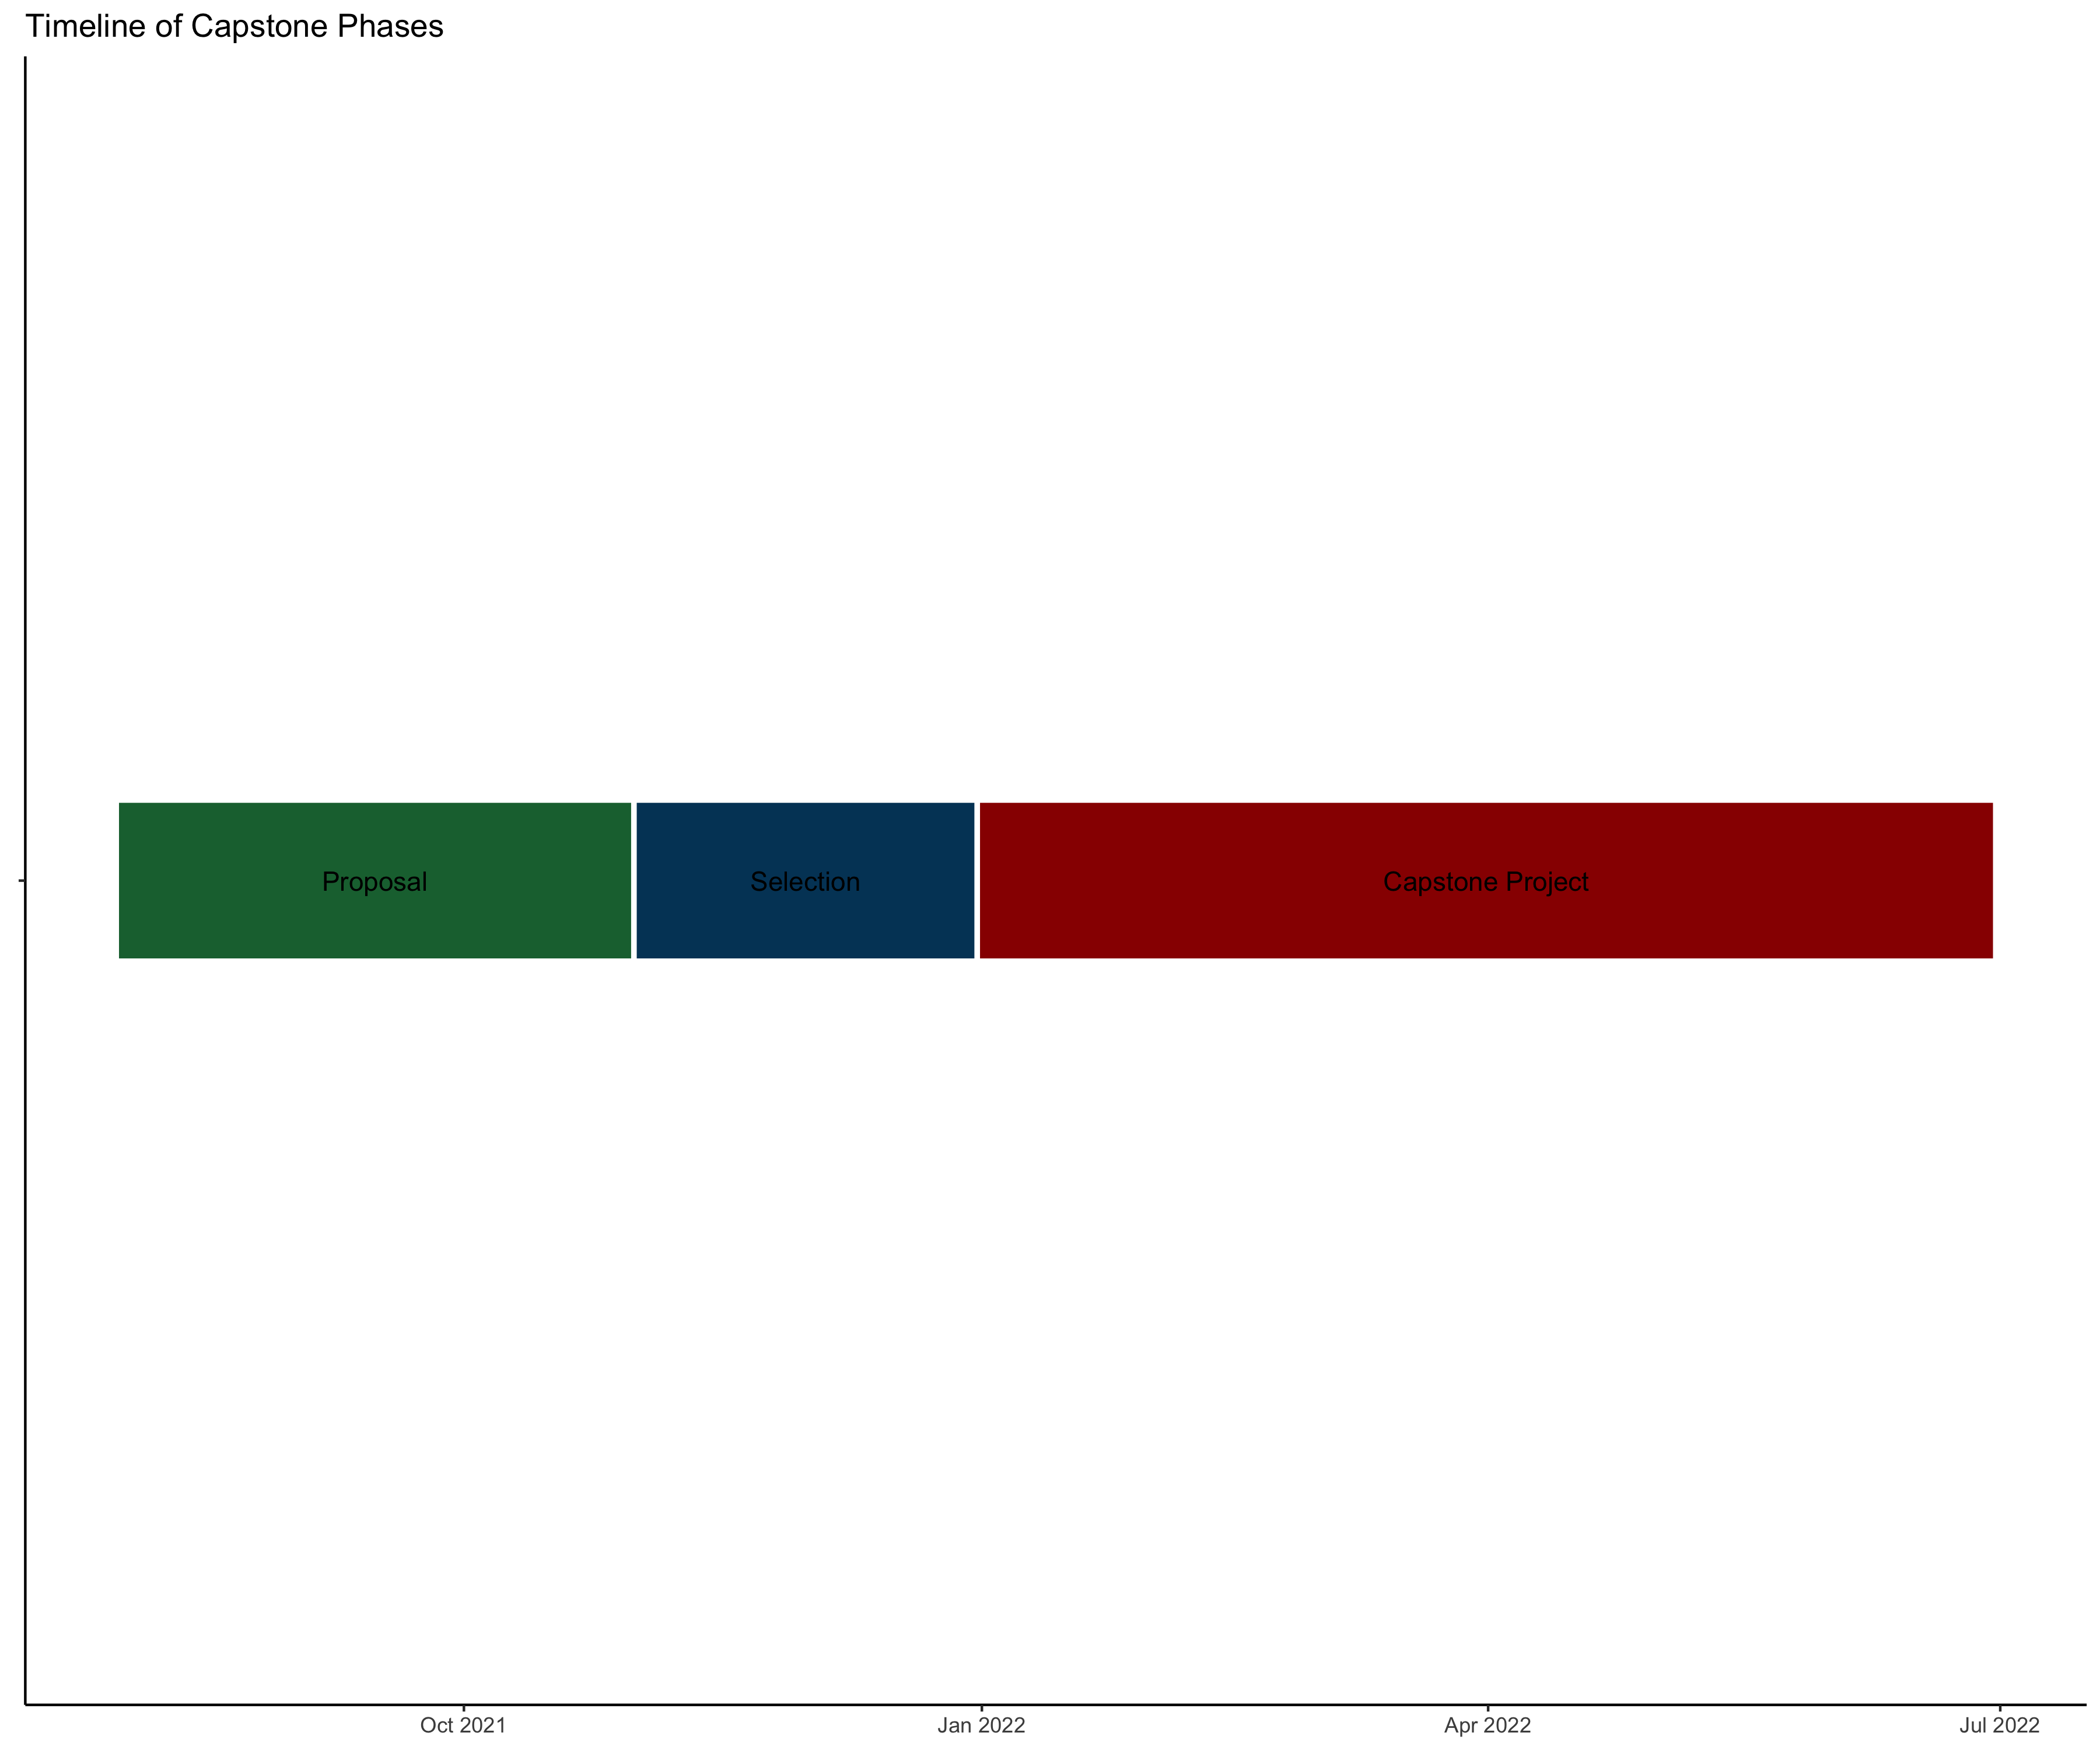 Timeline of Capstone Phases
Proposal
Selection
Capstone Project
Oct 2021
Jan 2022
Apr 2022
Jul 2022